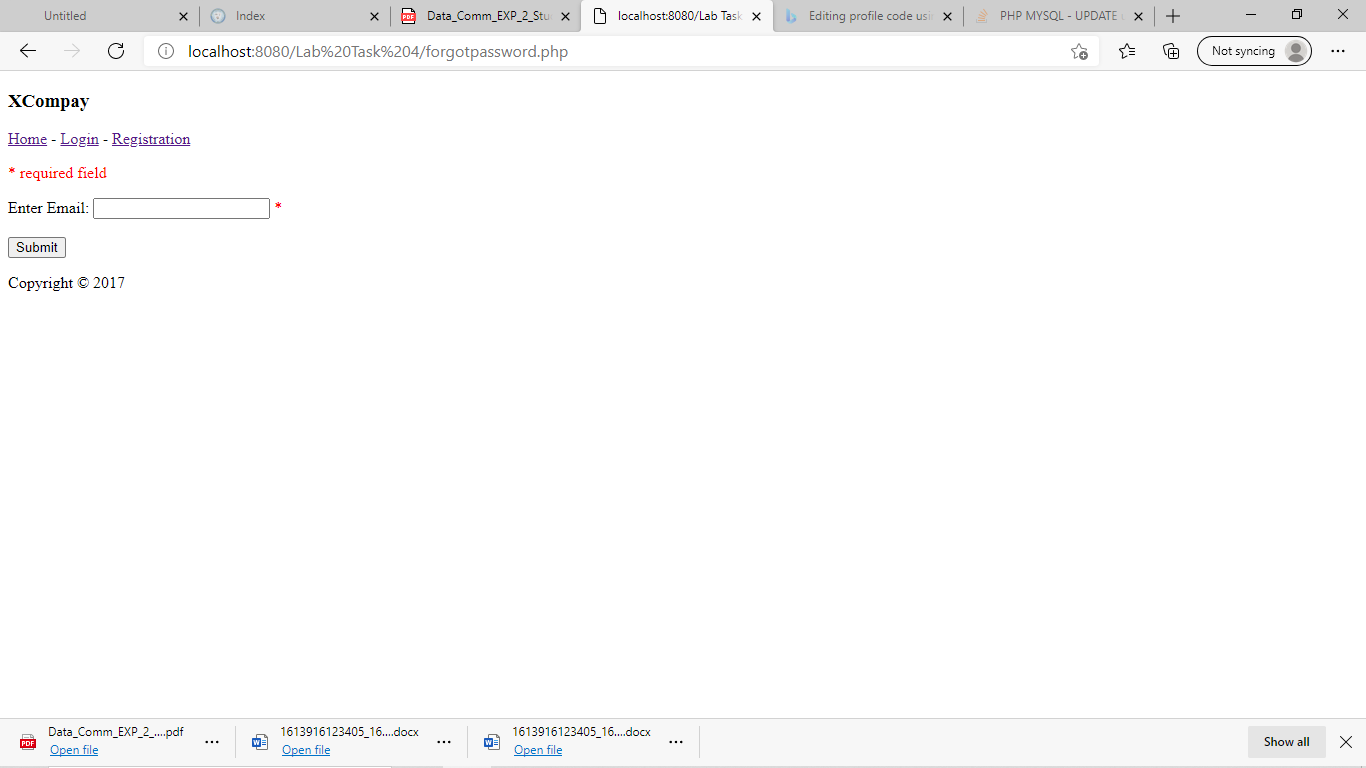 Untitled
Index
Data_Comm_EXP_2_Stu
localhost:8080/Lab Task
Editing profile code usi
PHP MYSQL - UPDATE
localhost:8080/Lab%20Task%204/forgotpassword.php
Not syncing
XCompay
Home - Login - Registration
* required field
Enter Email: *
Submit
Copyright © 2017
PDF
Data_Comm_EXP_2_....pdf
Open file
1613916123405_16....docx
Open file
1613916123405_16....docx
Open file
Show all